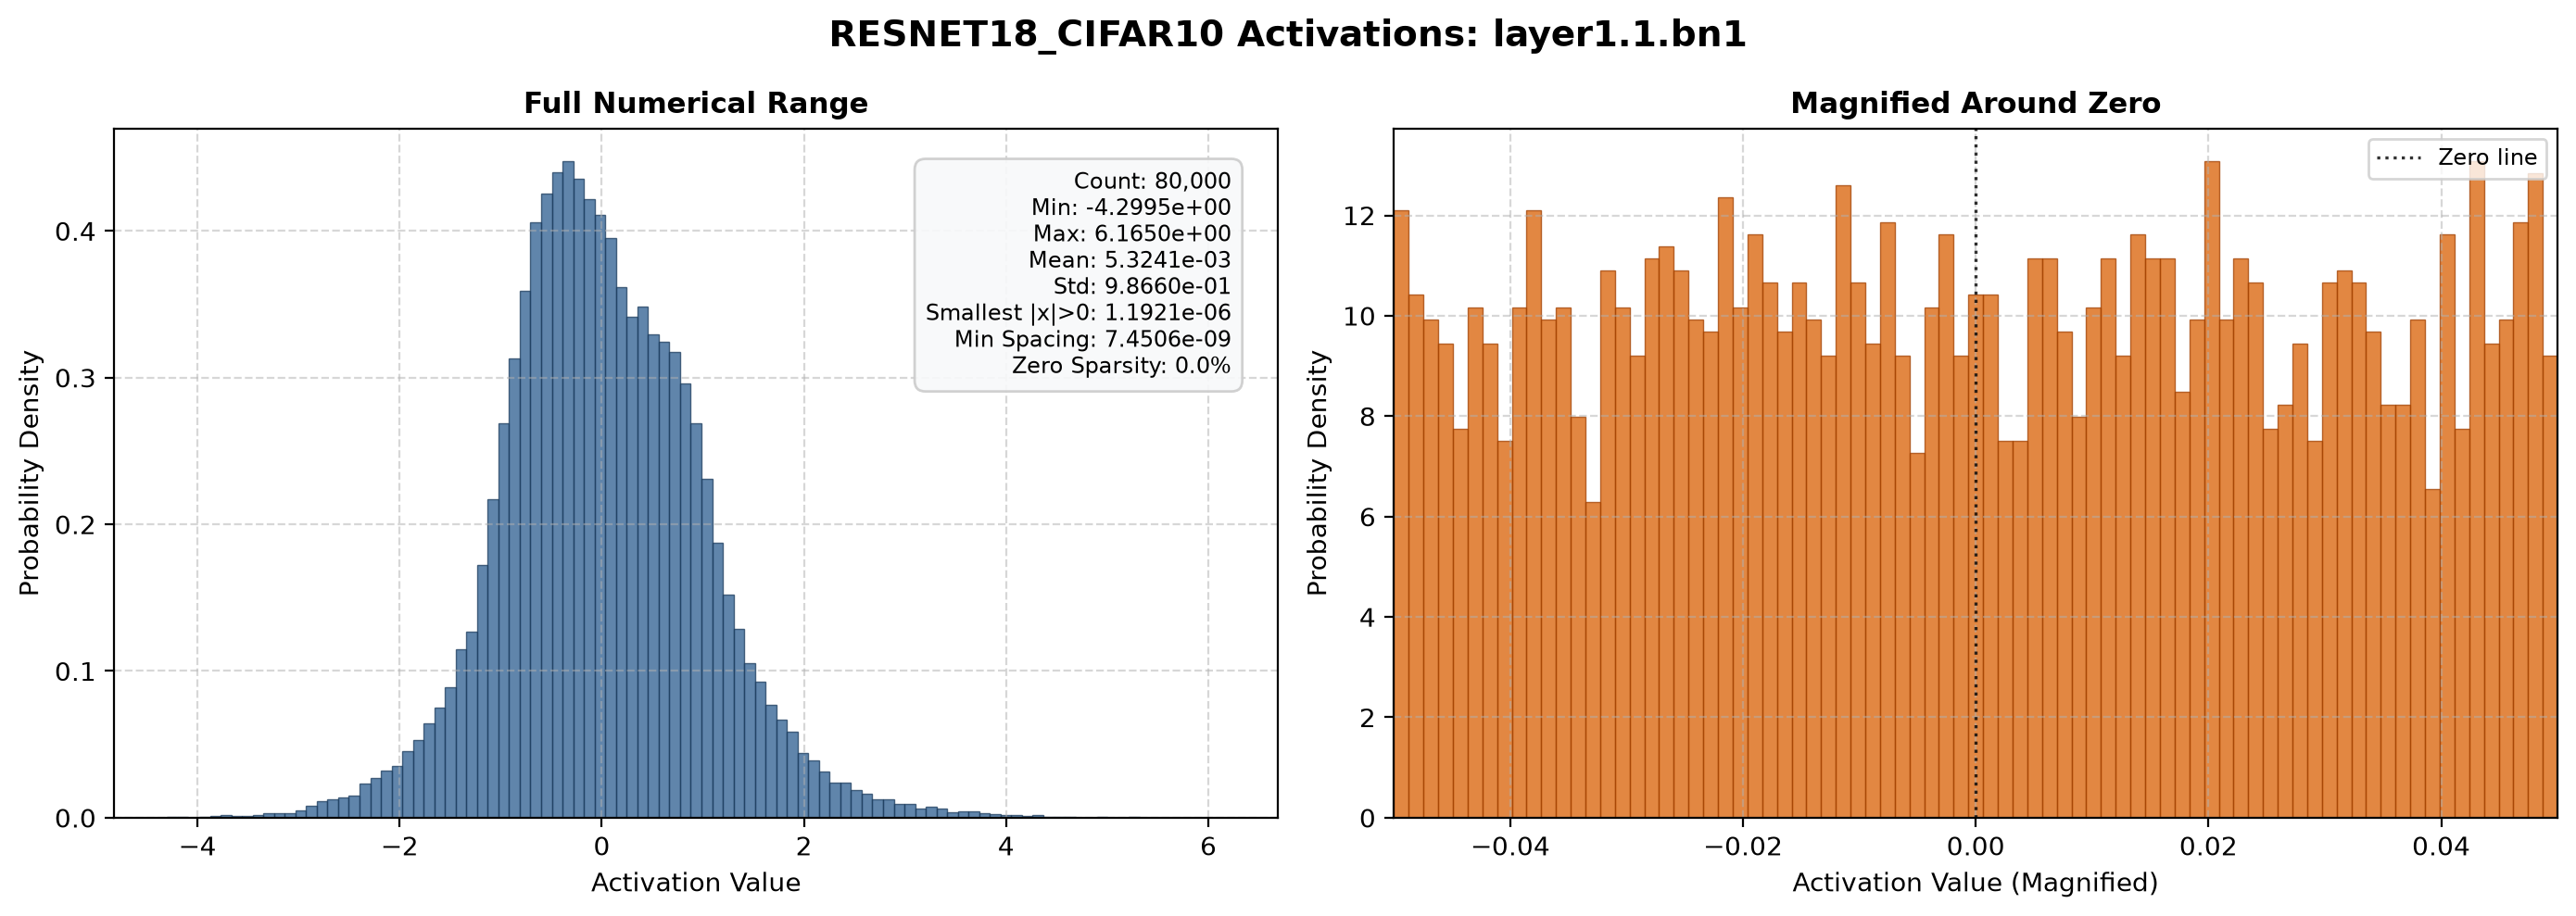 RESNET18_CIFAR10 Activations: layer1.1.bn1
Full Numerical Range
Probability Density
0.4
0.3
0.2
0.1
0.0
Count: 80,000
Min: -4.2995e+00
Max: 6.1650e+00
Mean: 5.3241e-03
Std: 9.8660e-01
Smallest |x|>0: 1.1921e-06
Min Spacing: 7.4506e-09
Zero Sparsity: 0.0%
−4 −2 0 2 4 6
Activation Value
Magnified Around Zero
Probability Density
12
10
8
6
4
2
0
Zero line
−0.04 −0.02 0.00 0.02 0.04
Activation Value (Magnified)